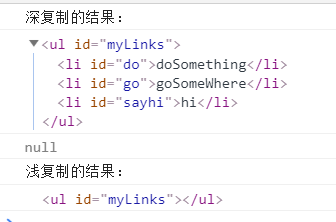 深复制的结果：
<ul id="myLinks">
<li id="do">doSomething</li>
<li id="go">goSomeWhere</li>
<li id="sayhi">hi</li>
</ul>
null
浅复制的结果：
<ul id="myLinks"></ul>